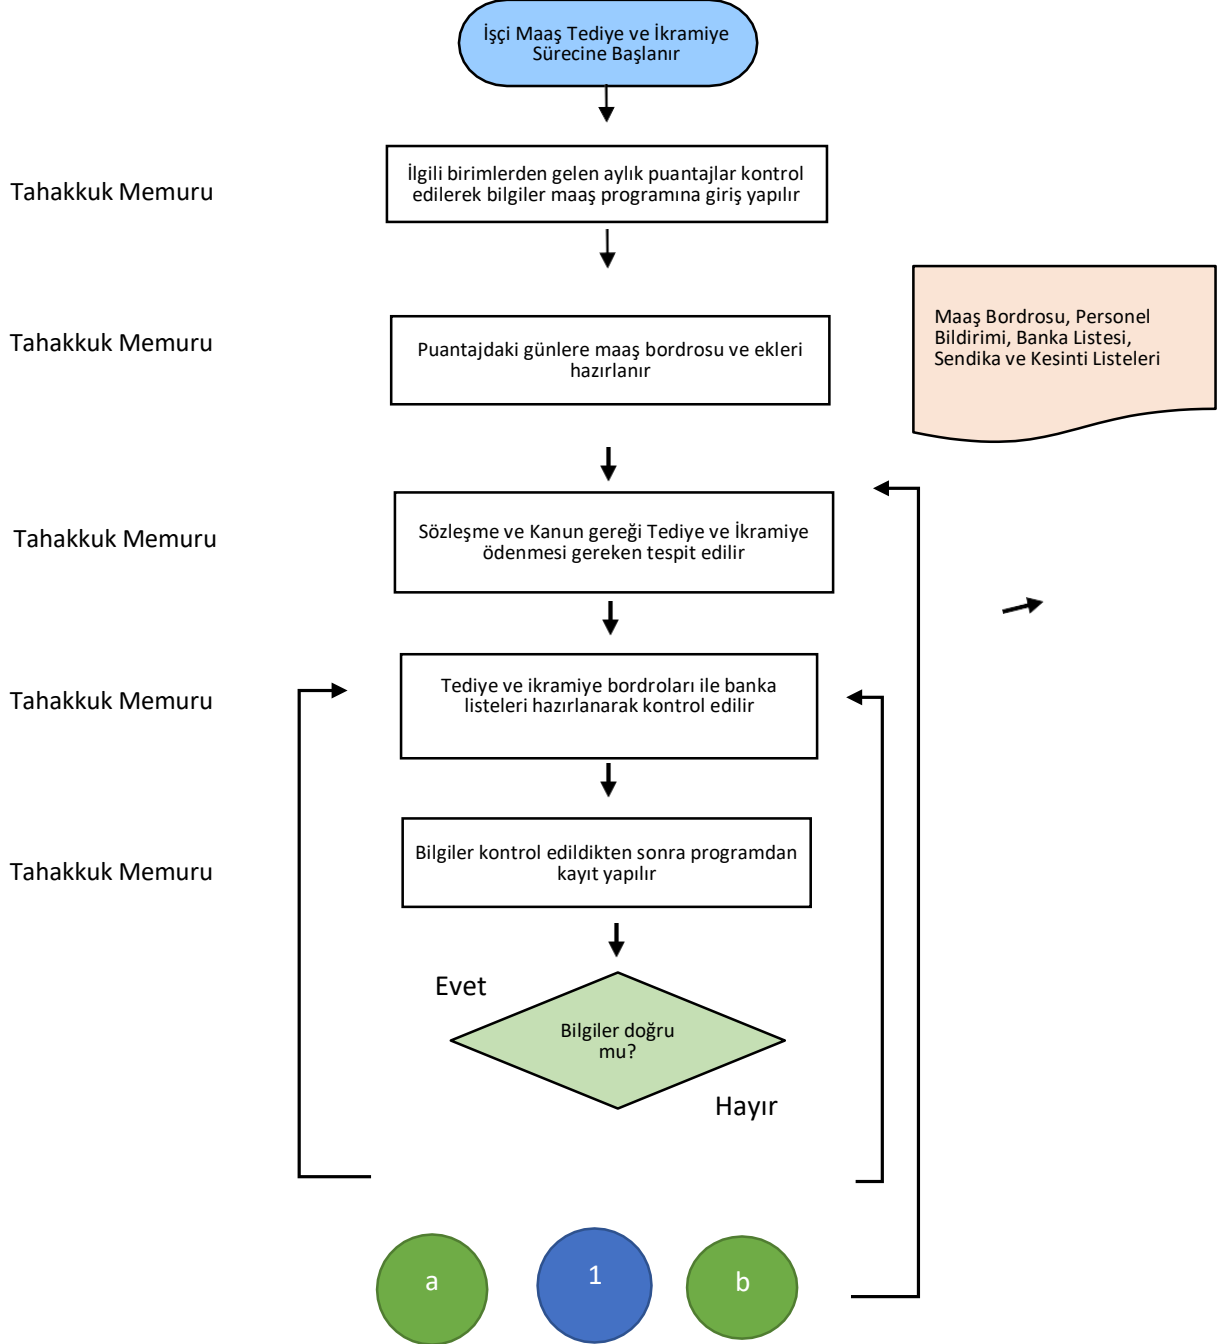 İşçi Maaş Tediye ve İkramiye
Sürecine Başlanır
Tahakkuk Memuru
İlgili birimlerden gelen aylık puantajlar kontrol
edilerek bilgiler maaş programına giriş yapılır
Tahakkuk Memuru
Puantajdaki günlere maaş bordrosu ve ekleri
hazırlanır
Maaş Bordrosu, Personel
Bildirimi, Banka Listesi,
Sendika ve Kesinti Listeleri
Tahakkuk Memuru
Sözleşme ve Kanun gereği Tediye ve İkramiye
ödenmesi gereken tespit edilir
Tahakkuk Memuru
Tediye ve ikramiye bordroları ile banka
listeleri hazırlanarak kontrol edilir
Tahakkuk Memuru
Bilgiler kontrol edildikten sonra programdan
kayıt yapılır
Evet
Bilgiler doğru
mu?
Hayır
a
1
b